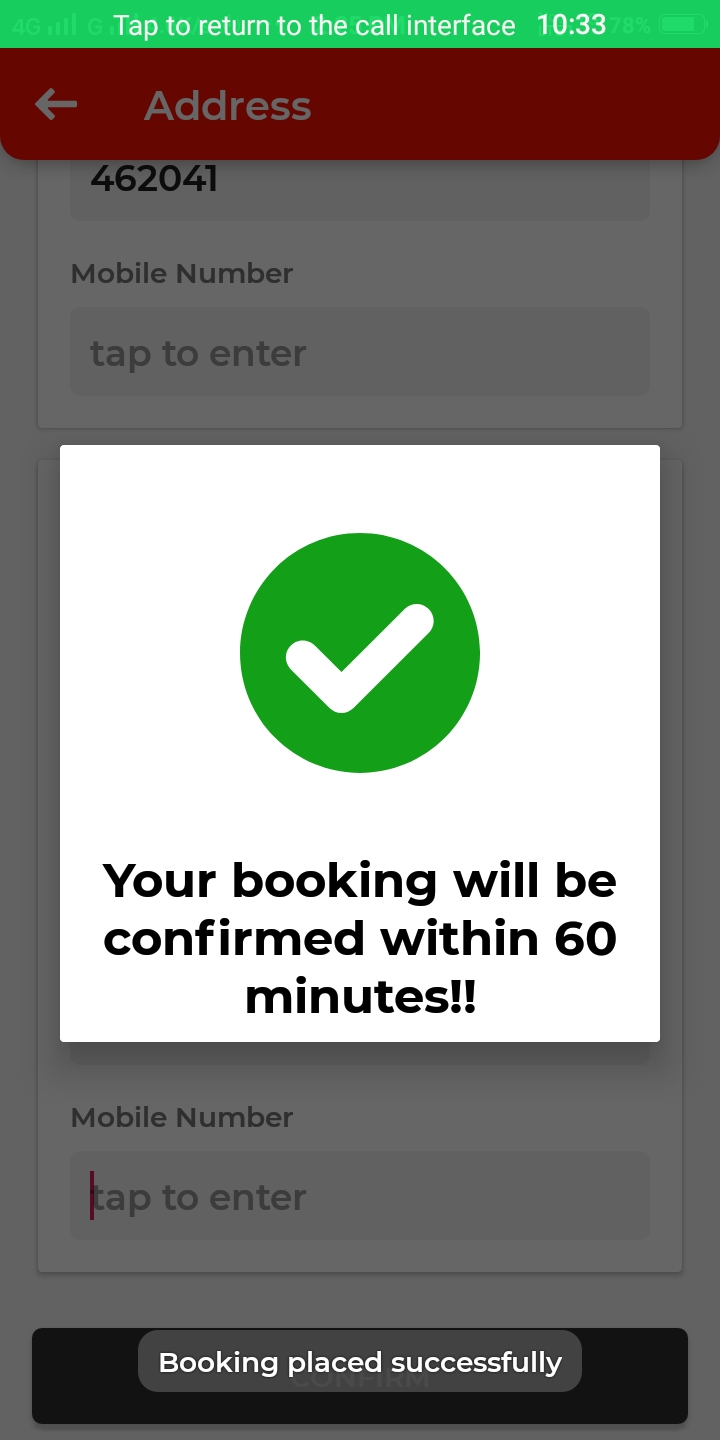 4G G Tap to return to the call interface 10:33 78%
Address
462041
Mobile Number
tap to enter
Your booking will be
confirmed within 60
minutes!!
Mobile Number
tap to enter
Booking placed successfully
CONFIRM